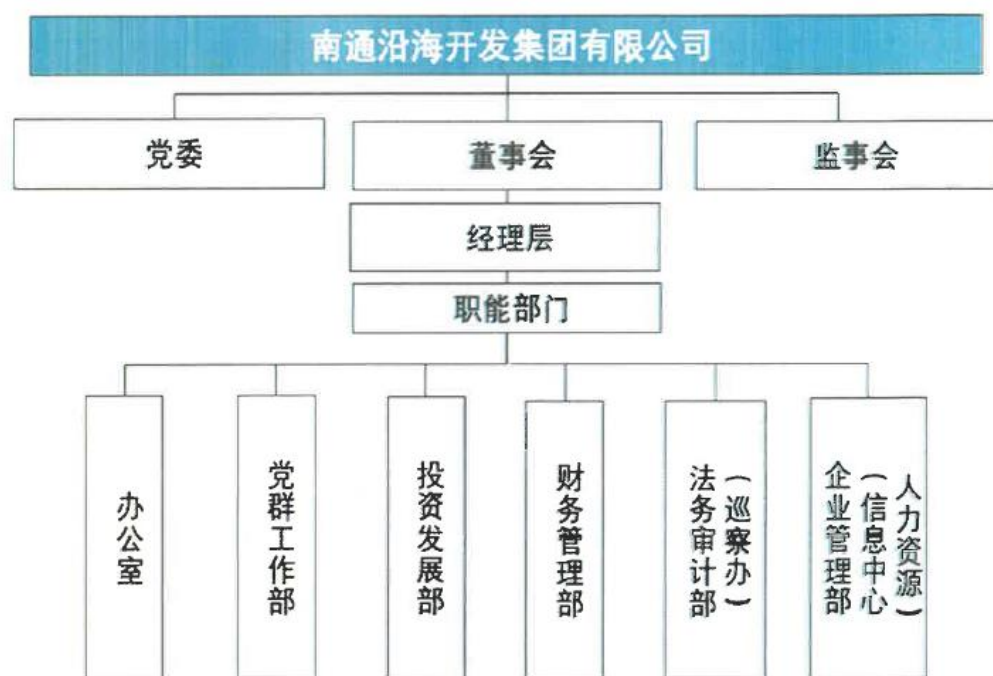 南通沿海开发集团有限公司
党委
董事会
监事会
经理层
职能部门
办公室
党群工作部
投资发展部
财务管理部
法务审计部
（巡察办）
企业管理部
（信息中心
人力资源）